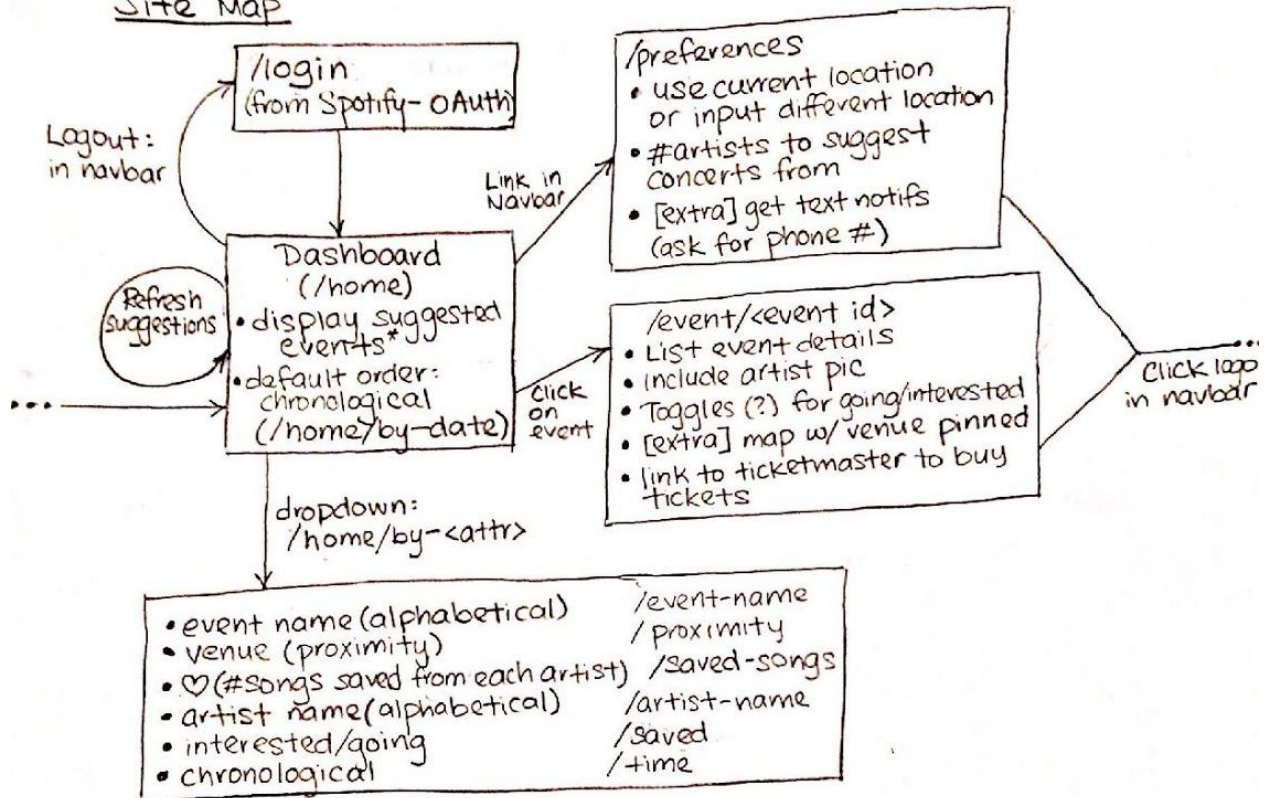 Site Map
/login
(from Spotify-OAuth)
Logout:
in navbar
Link in
Navbar
/preferences
• use current location
or input different location
• #artists to suggest
concerts from
• [extra] get text notifs
(ask for phone #)
Dashboard
(/home)
• display suggested
events*
• default order:
chronological
(/home/by-date)
Refresh
suggestions
•••
Click
on
event
/event/<event id>
• List event details
• include artist pic
• Toggles (?) for going/interested
• [extra] map w/ venue pinned
• link to ticketmaster to buy
tickets
•••
Click logo
in navbar
dropdown:
/home/by-<attr>
• event name (alphabetical) /event-name
• venue (proximity) /proximity
• ♡ (#songs saved from each artist) /saved-songs
• artist name (alphabetical) /artist-name
• interested/going /saved
• chronological /time